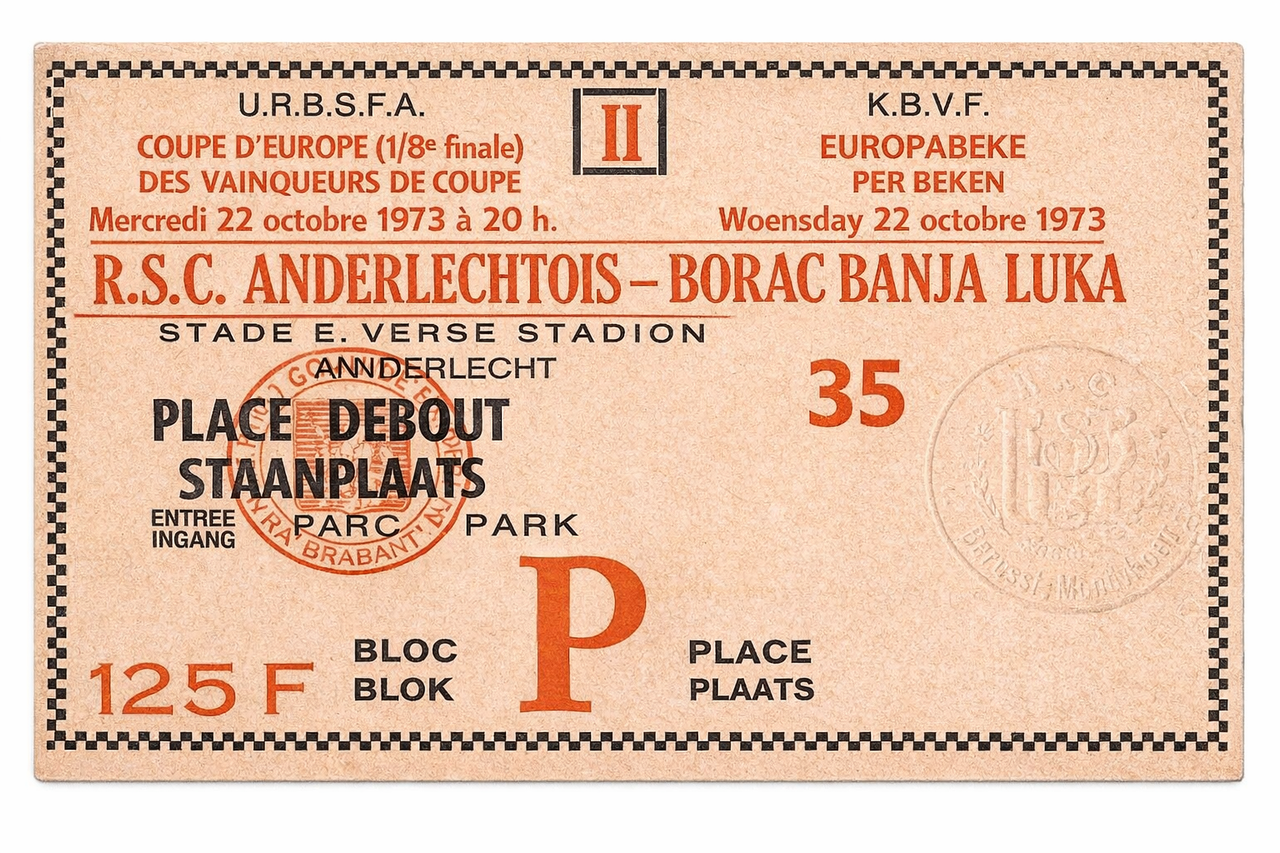 U.R.B.S.F.A.
COUPE D'EUROPE (1/8e finale)
DES VAINQUEURS DE COUPE
Mercredi 22 octobre 1973 à 20 h.
II
K.B.V.F.
EUROPABEKE
PER BEKEN
Woensday 22 octobre 1973
R.S.C. ANDERLECHTOIS – BORAC BANJA LUKA
STADE E. VERSE STADION
ANNDERLECHT
35
PLACE DEBOUT
STAANPLAATS
ENTREE
INGANG
PARC PARK
BRABANT
P
125 F
BLOC
BLOK
PLACE
PLAATS